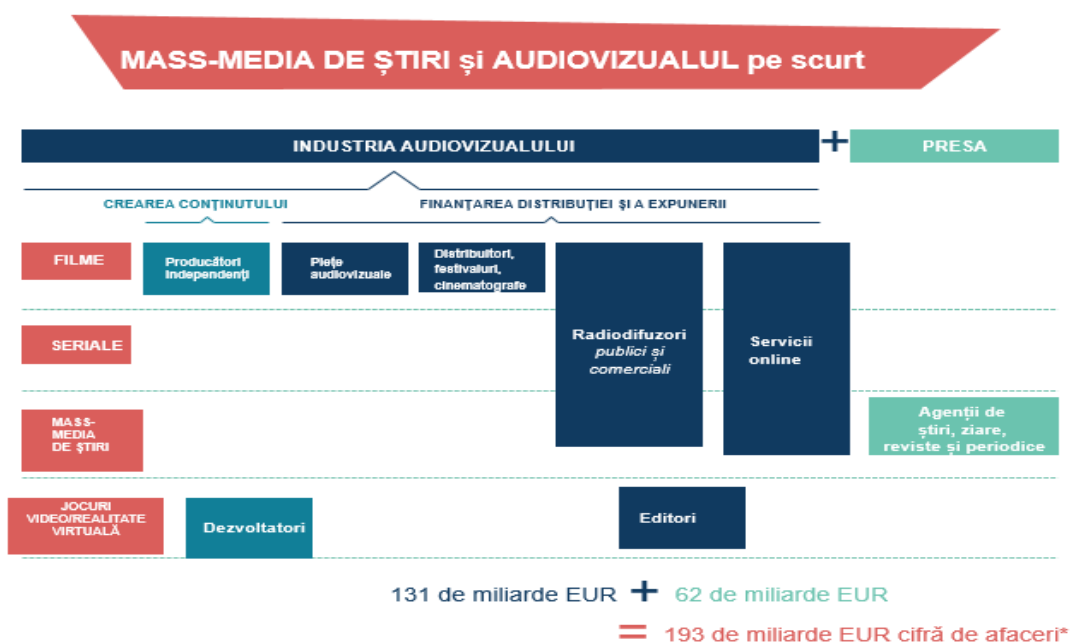 MASS-MEDIA DE ȘTIRI și AUDIOVIZUALUL pe scurt
INDUSTRIA AUDIOVIZUALULUI
+
PRESA
CREAREA CONȚINUTULUI
FINANȚAREA DISTRIBUȚIEI ȘI A EXPUNERII
FILME
Producători
independenți
Piețe
audiovizuale
Distribuitori,
festivaluri,
cinematografe
Radiodifuzori
publici și
comerciali
Servicii
online
SERIALE
MASS-
MEDIA
DE ȘTIRI
Agenții de
știri, ziare,
reviste și periodice
JOCURI
VIDEO/REALITATE
VIRTUALĂ
Dezvoltatori
Editori
131 de miliarde EUR + 62 de miliarde EUR
= 193 de miliarde EUR cifră de afaceri*